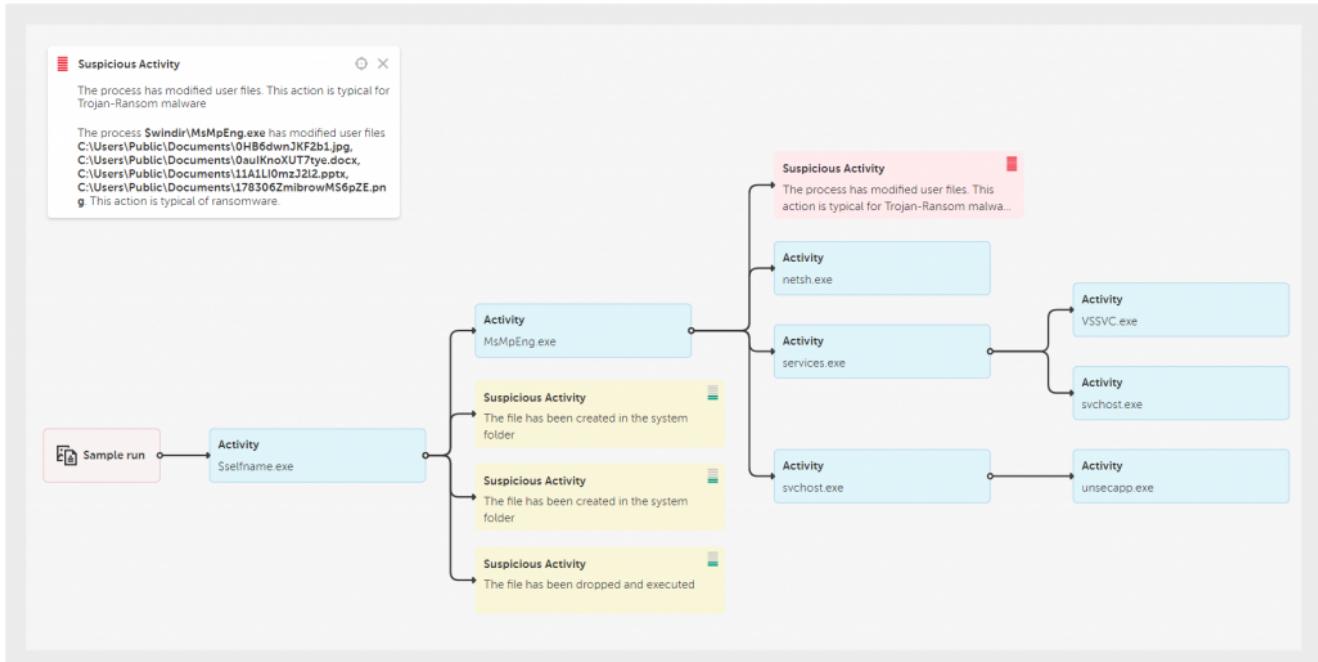 Suspicious Activity
The process has modified user files. This action is typical for
Trojan-Ransom malware
The process $windir\MsMpEng.exe has modified user files
C:\Users\Public\Documents\0HB6dwnJKF2b1.jpg,
C:\Users\Public\Documents\0aulKnoXUT7tye.docx,
C:\Users\Public\Documents\11A1LI0mzJ2l2.pptx,
C:\Users\Public\Documents\178306ZmibrowMS6pZE.pn
g. This action is typical of ransomware.
Sample run
Activity
$selfname.exe
Activity
MsMpEng.exe
Suspicious Activity
The file has been created in the system
folder
Suspicious Activity
The file has been created in the system
folder
Suspicious Activity
The file has been dropped and executed
Suspicious Activity
The process has modified user files. This
action is typical for Trojan-Ransom malwa...
Activity
netsh.exe
Activity
services.exe
Activity
svchost.exe
Activity
VSSVC.exe
Activity
svchost.exe
Activity
unsecapp.exe